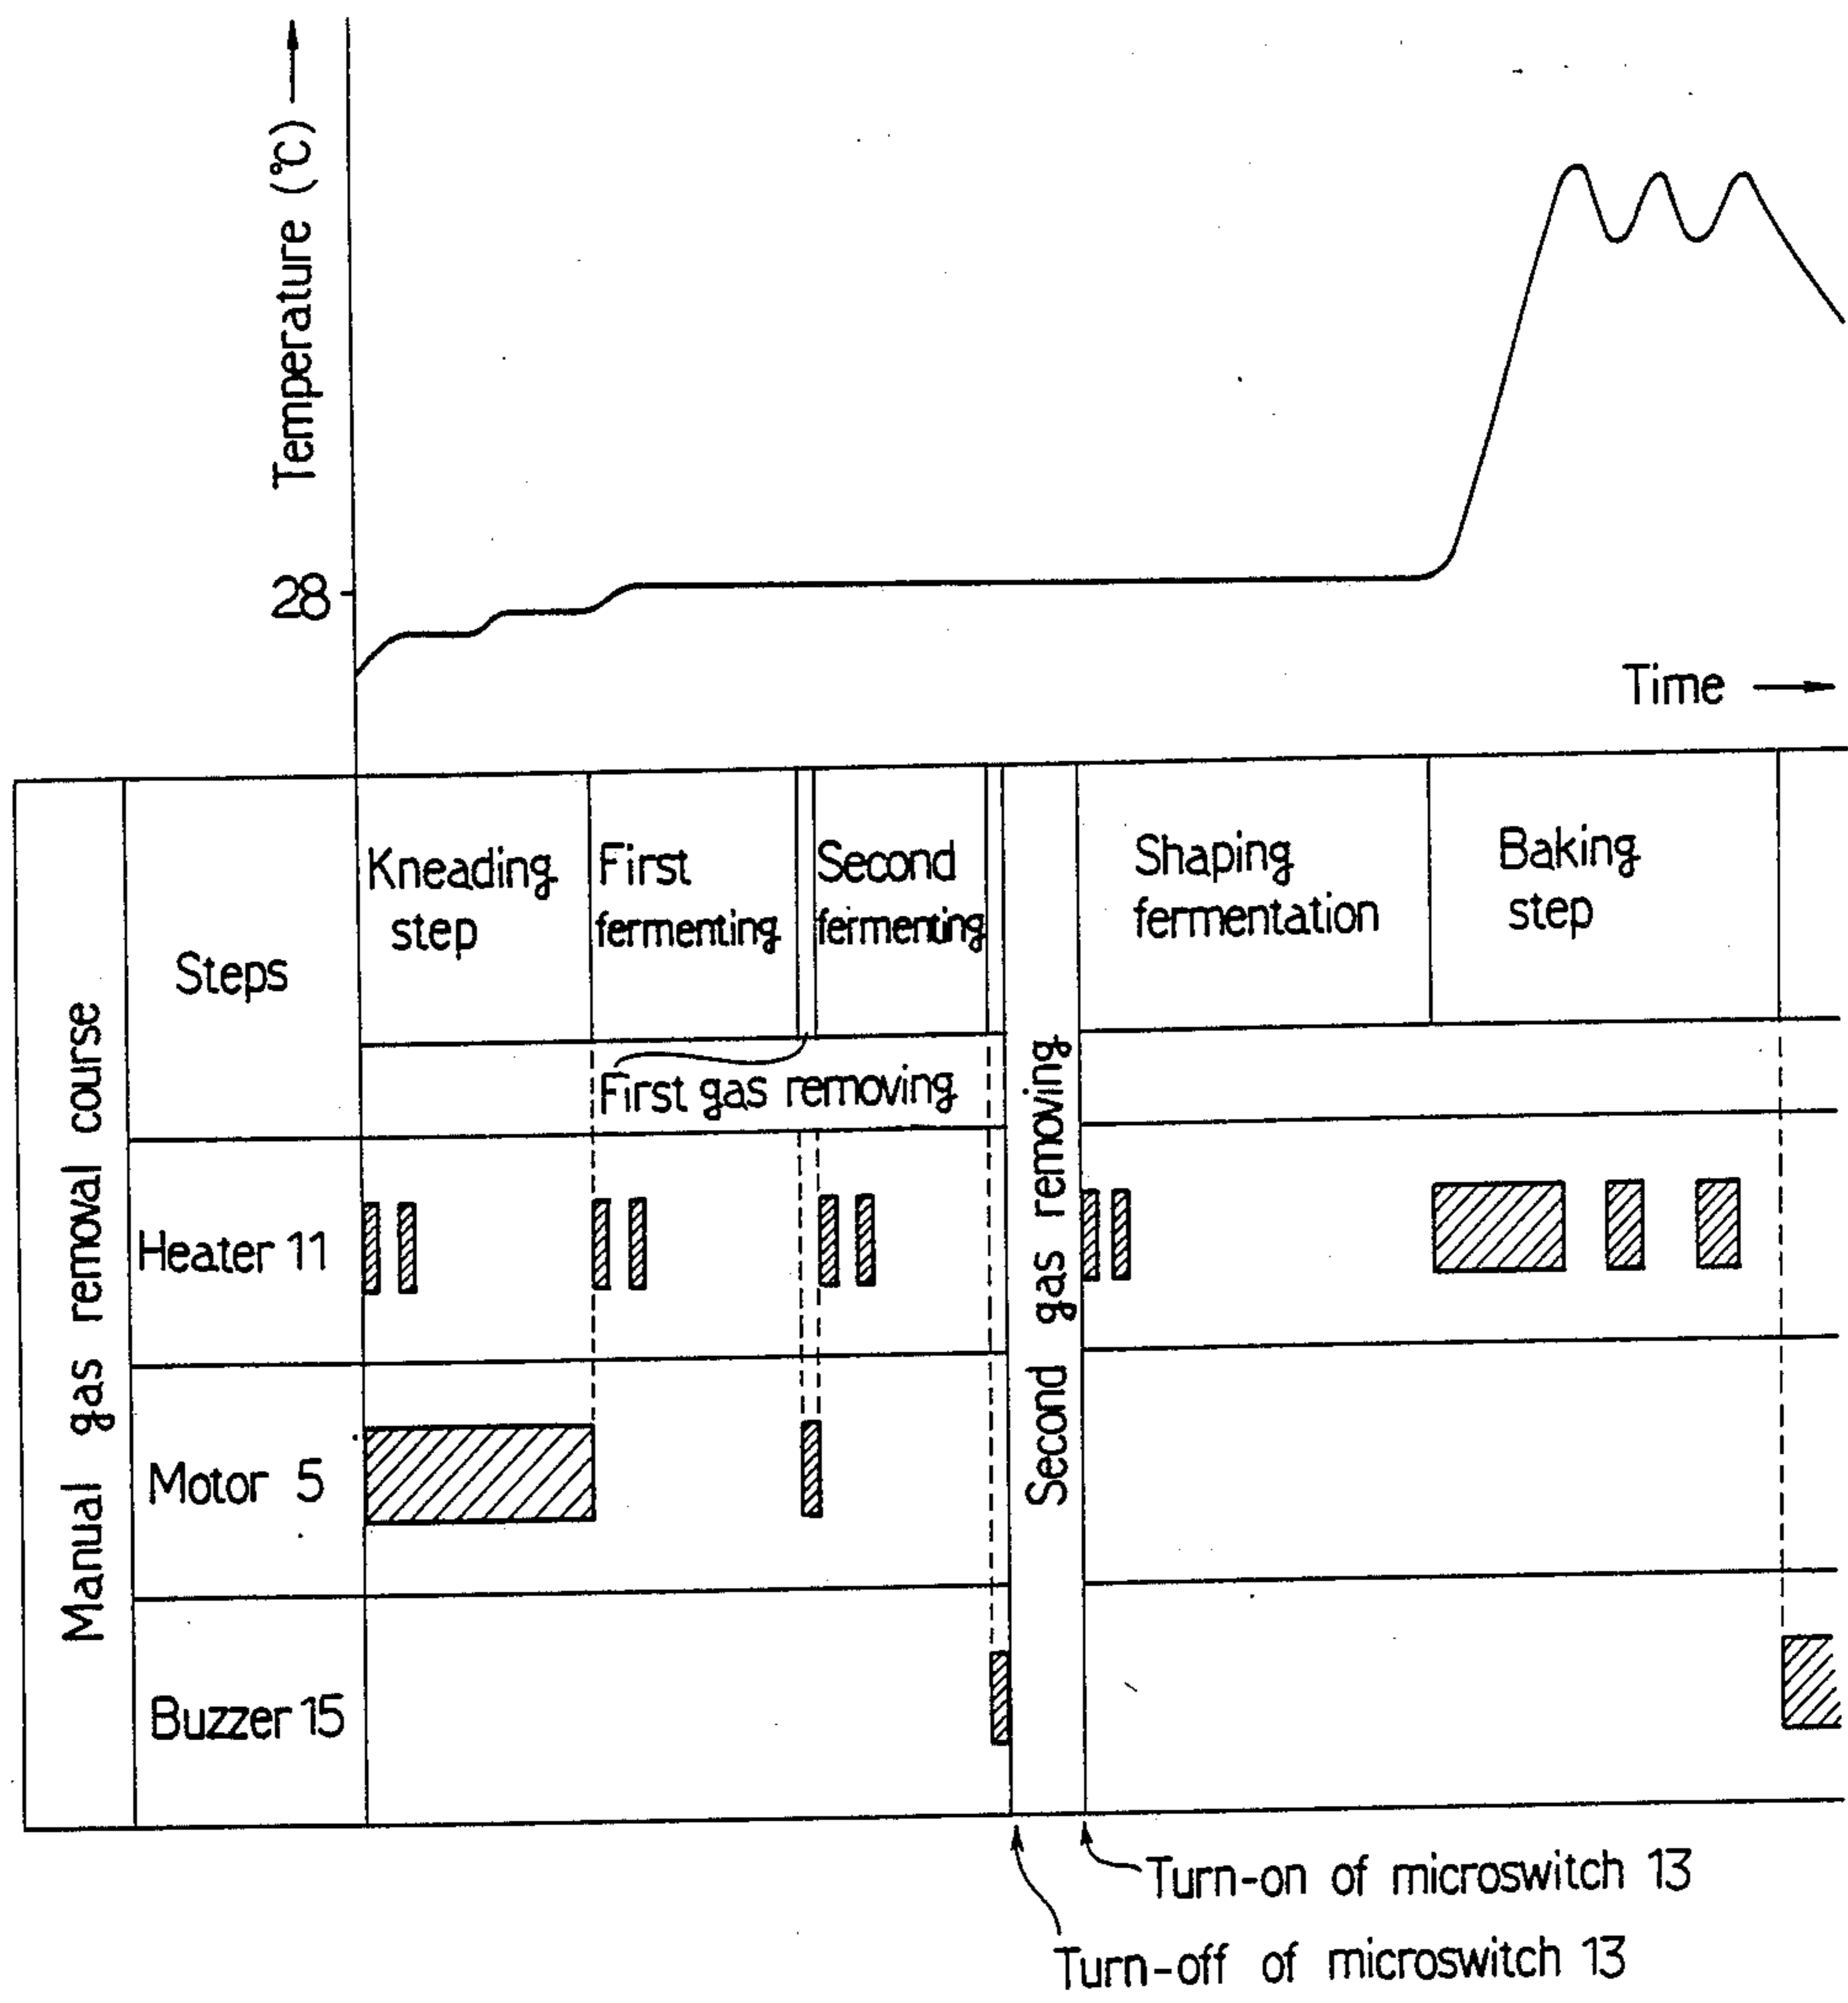 Temperature (°C)
28
Time
Manual gas removal course
Steps
Kneading
step
First
fermenting
Second
fermenting
Shaping
fermentation
Baking
step
First gas removing
Second gas removing
Heater 11
Motor 5
Buzzer 15
Turn-on of microswitch 13
Turn-off of microswitch 13